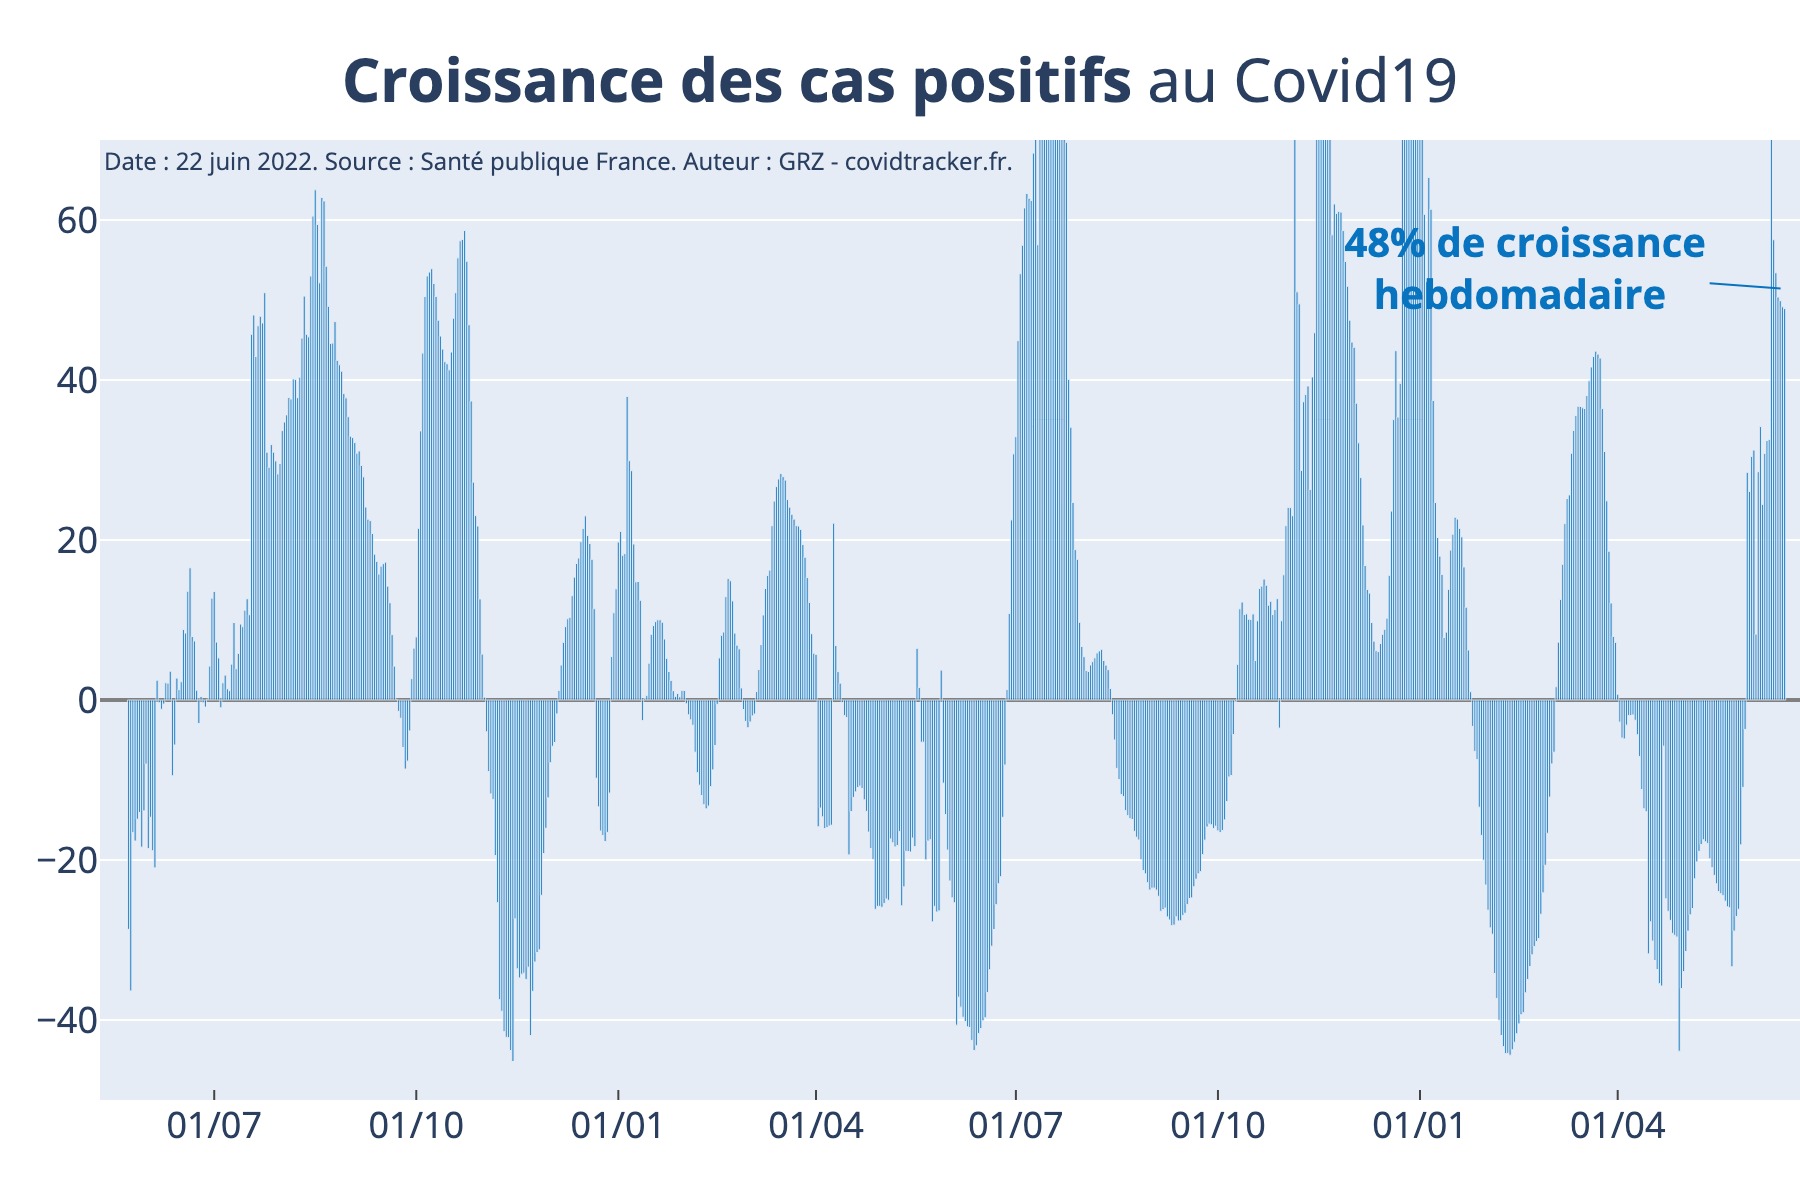 Croissance des cas positifs au Covid19
Date : 22 juin 2022. Source : Santé publique France. Auteur : GRZ - covidtracker.fr.
60
48% de croissance
hebdomadaire
40
20
0
−20
−40
01/07 01/10 01/01 01/04 01/07 01/10 01/01 01/04